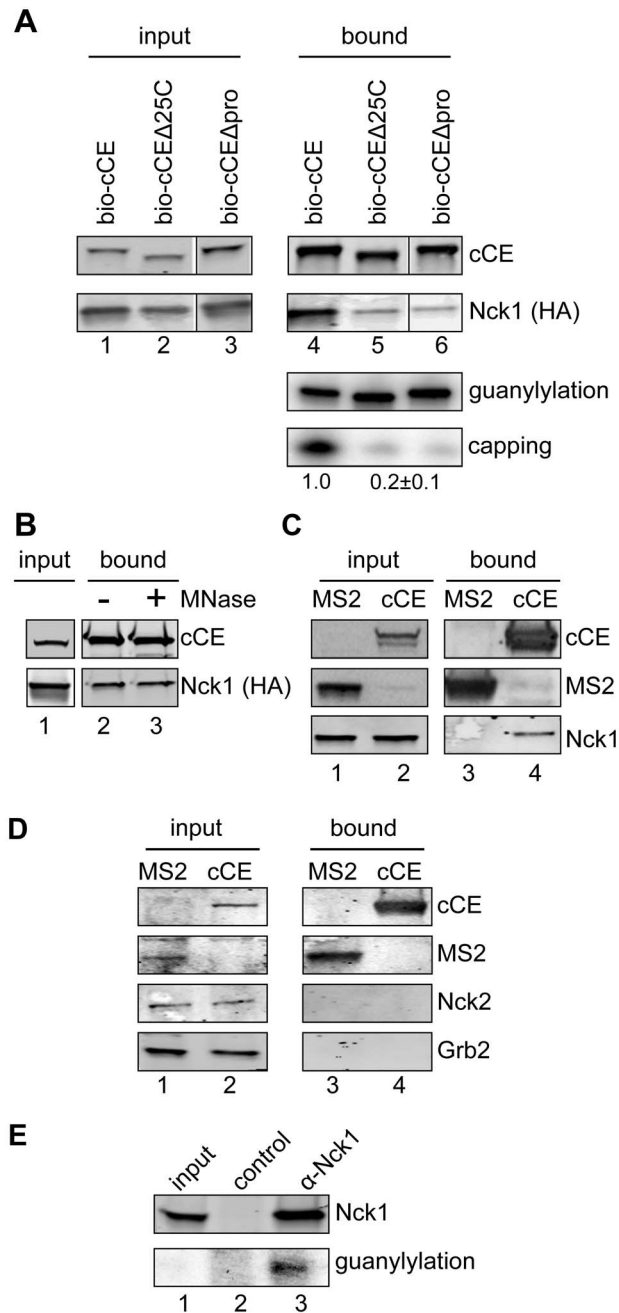 A
input bound
bio-cCE bio-cCEΔ25C bio-cCEΔpro bio-cCE bio-cCEΔ25C bio-cCEΔpro
cCE
Nck1 (HA)
1 2 3 4 5 6
guanylylation
capping
1.0 0.2±0.1
B
input bound
- + MNase
cCE
Nck1 (HA)
1 2 3
C
input bound
MS2 cCE MS2 cCE
cCE
MS2
Nck1
1 2 3 4
D
input bound
MS2 cCE MS2 cCE
cCE
MS2
Nck2
Grb2
1 2 3 4
E
input control α-Nck1
Nck1
guanylylation
1 2 3